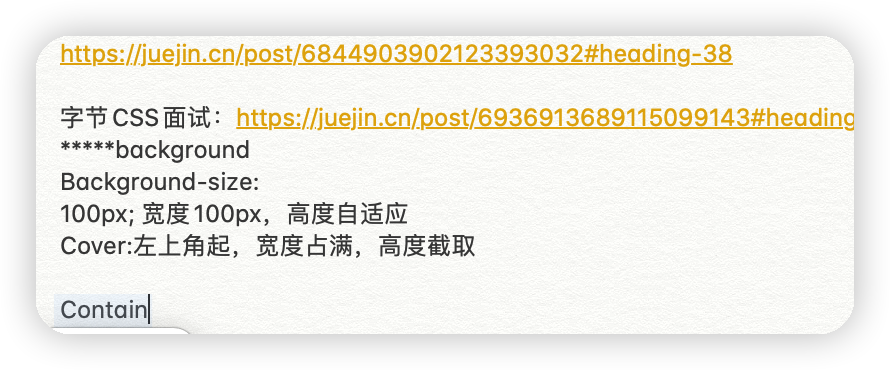 https://juejin.cn/post/6844903902123393032#heading-38
字节CSS面试：https://juejin.cn/post/6936913689115099143#heading
*****background
Background-size:
100px; 宽度100px，高度自适应
Cover:左上角起，宽度占满，高度截取
Contain